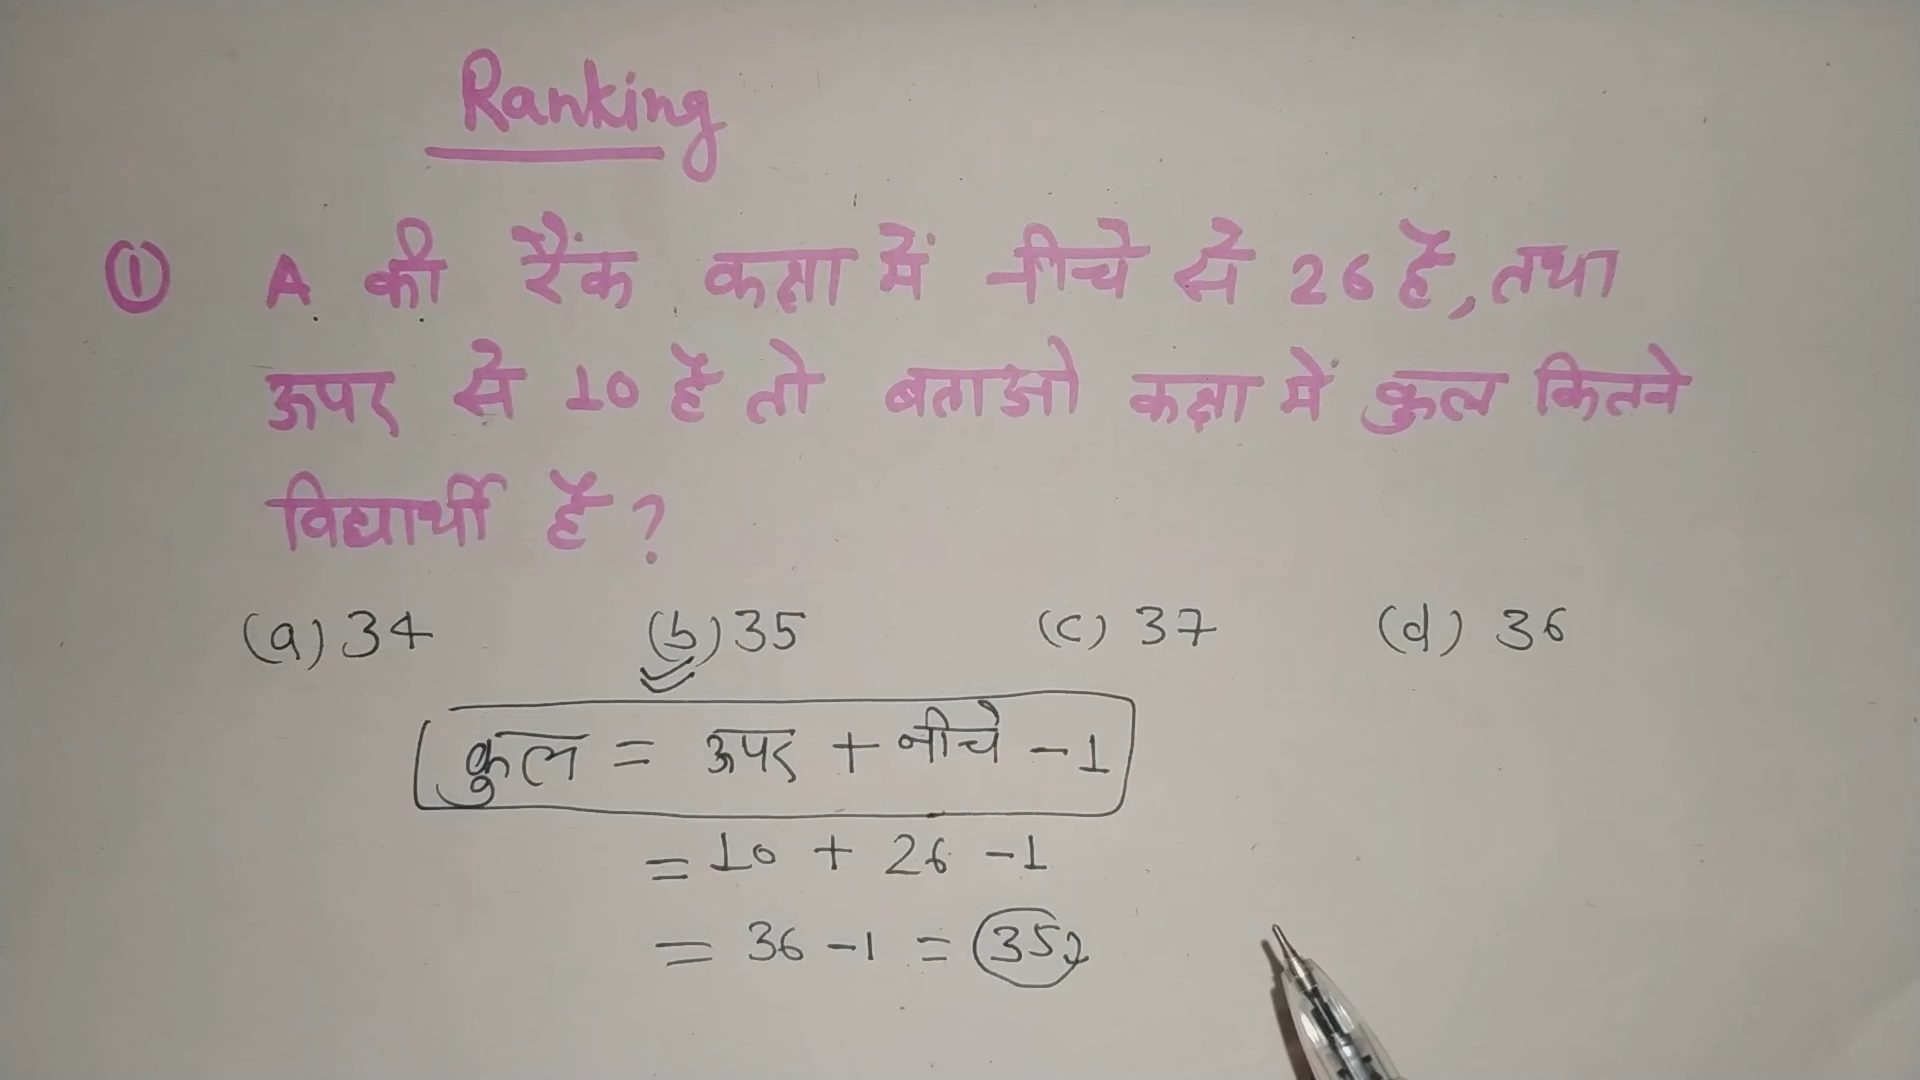 Ranking
① A की रैंक कक्षा में नीचे से 26 है, तथा
ऊपर से 10 है तो बताओ कक्षा में कुल कितने
विद्यार्थी है ?
(a) 34 (b) 35 (c) 37 (d) 36
कुल = ऊपर + नीचे - 1
= 10 + 26 - 1
= 36 - 1 = 35